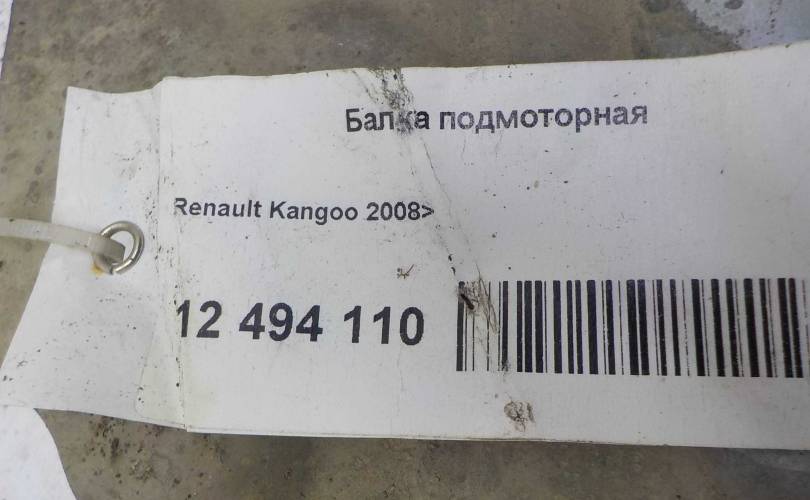 Балка подмоторная
Renault Kangoo 2008>
12 494 110